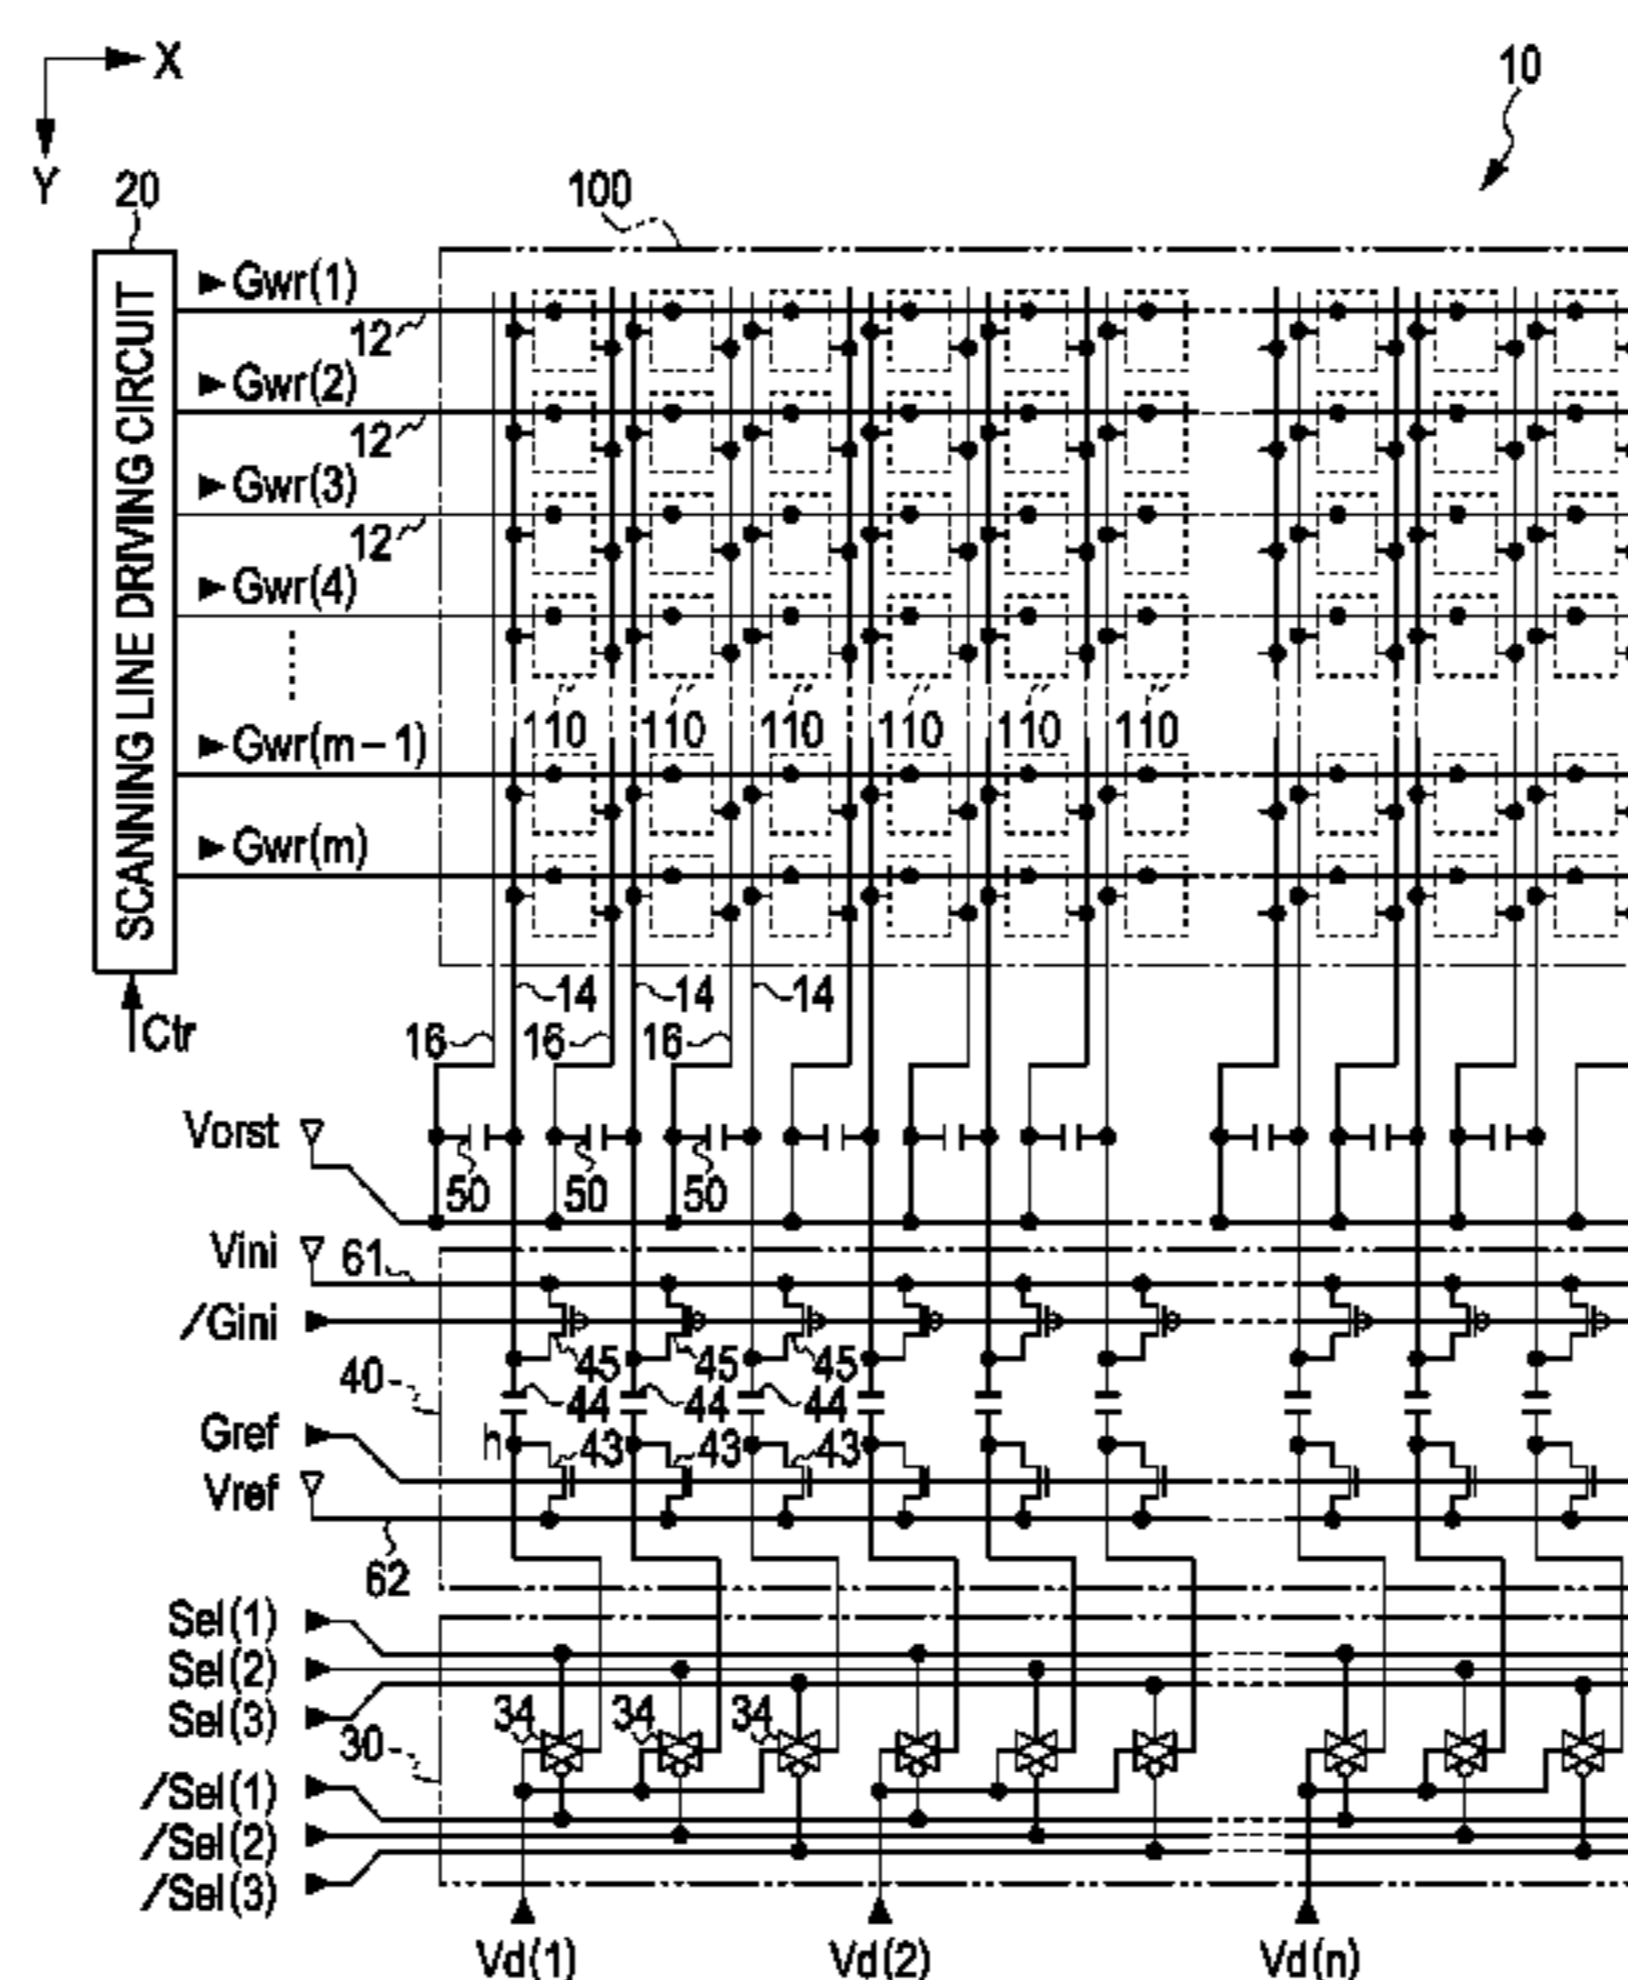 X
10
Y
20
100
SCANNING LINE DRIVING CIRCUIT
Gwr(1)
12
Gwr(2)
12
Gwr(3)
12
Gwr(4)
110 110 110 110 110 110
Gwr(m-1)
Gwr(m)
14 14 14
Ctr
16 16 16
Vorst
50 50 50
Vini
61
/Gini
45 45 45
40
44 44 44
Gref
h
43 43 43
Vref
62
Sel(1)
Sel(2)
Sel(3)
34 34 34
30
/Sel(1)
/Sel(2)
/Sel(3)
Vd(1) Vd(2) Vd(n)